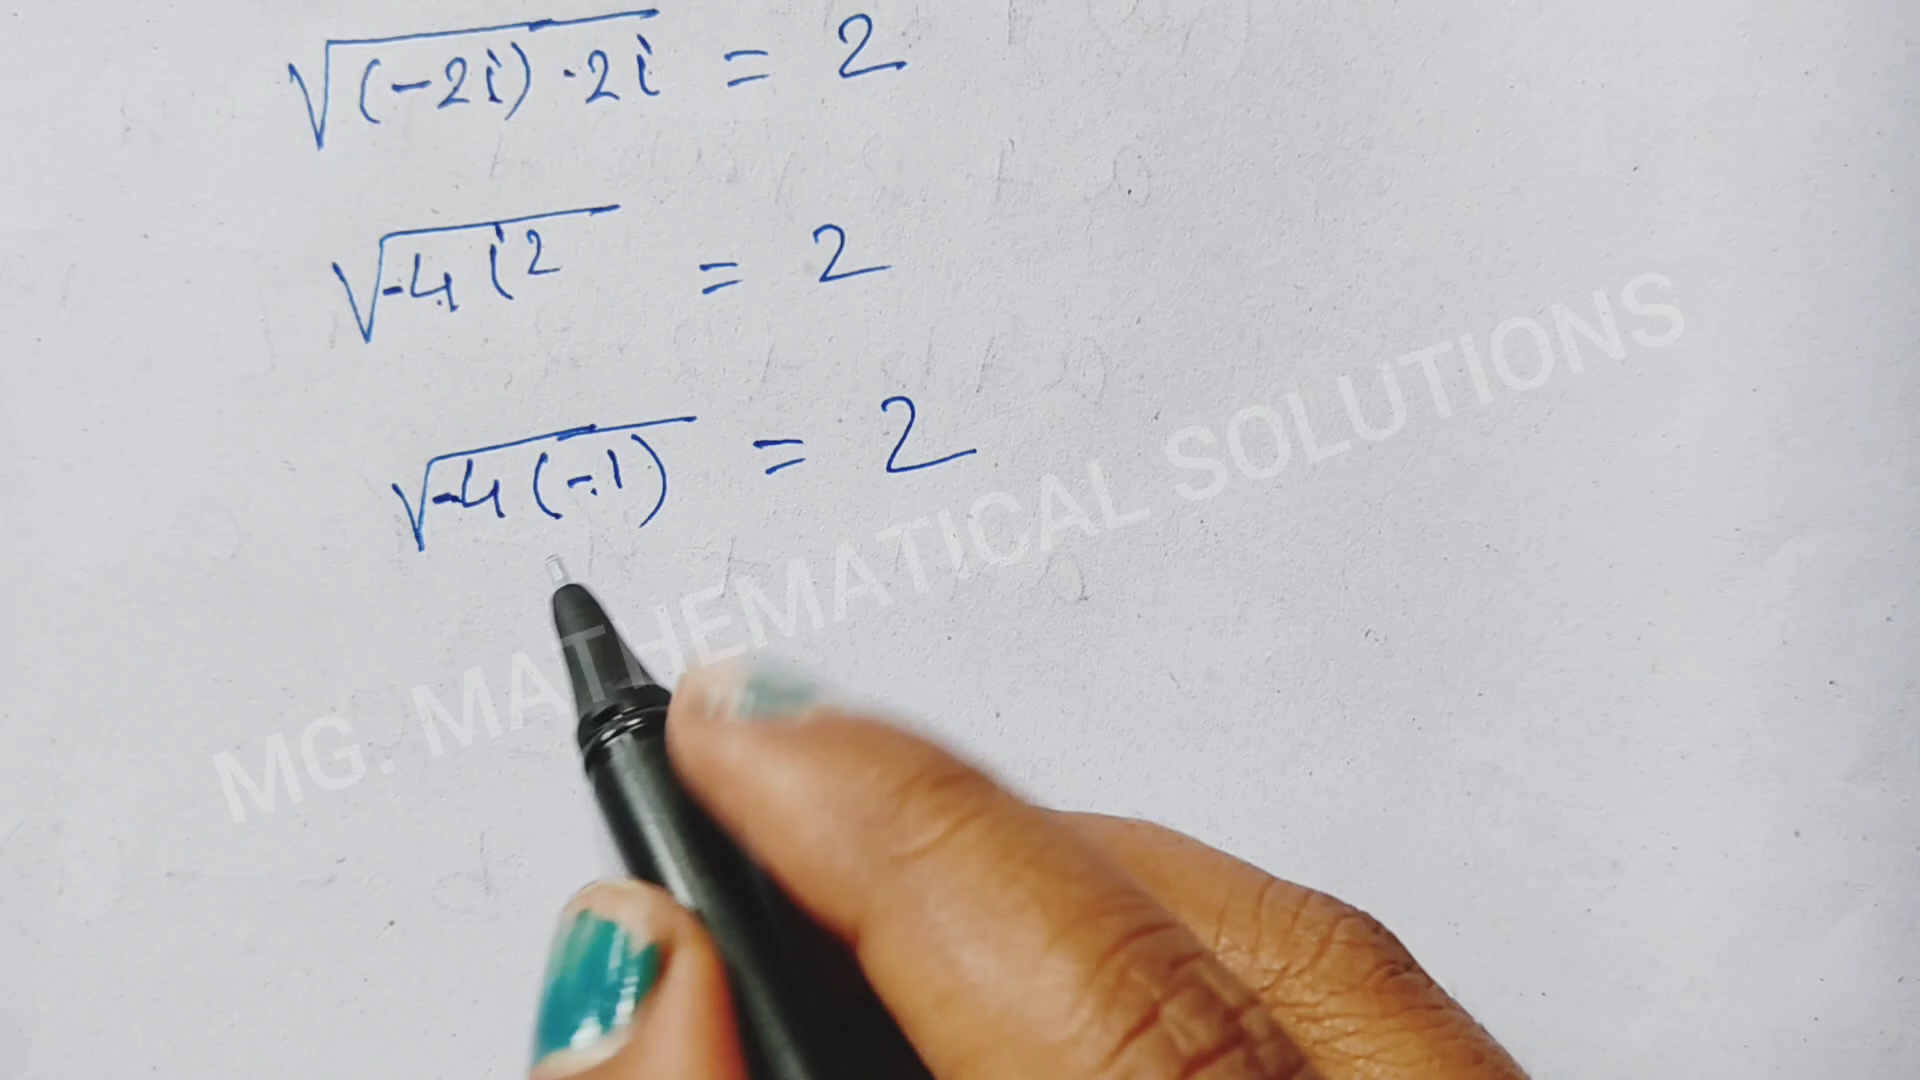 √(-2i)·2i = 2
√-4i² = 2
√-4(-1) = 2
MG. MATHEMATICAL SOLUTIONS